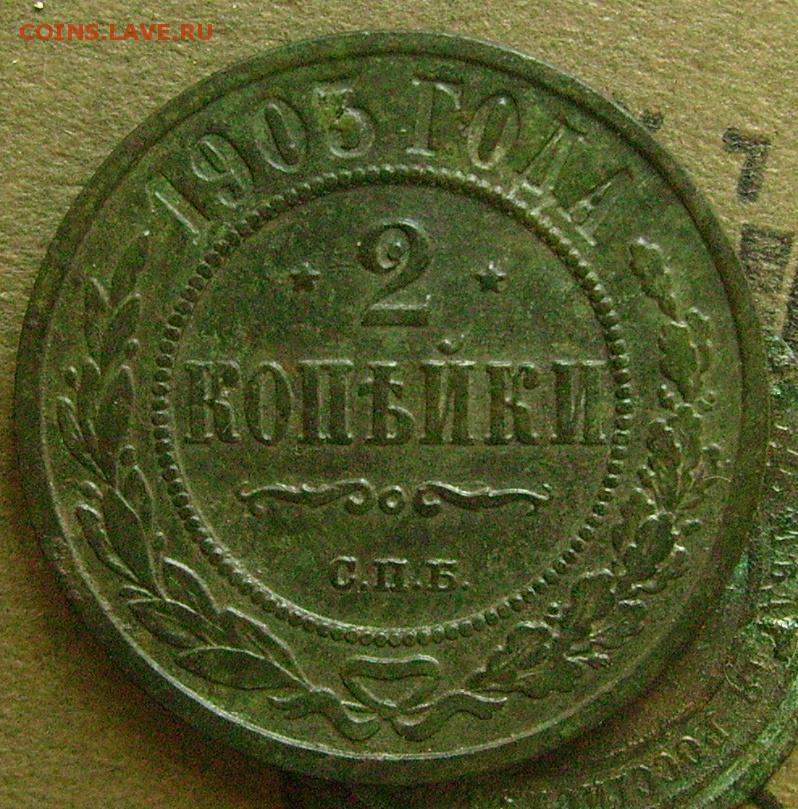 COINS.LAVE.RU
1903 ГОДА
2
КОПѢЙКИ
С.П.Б.